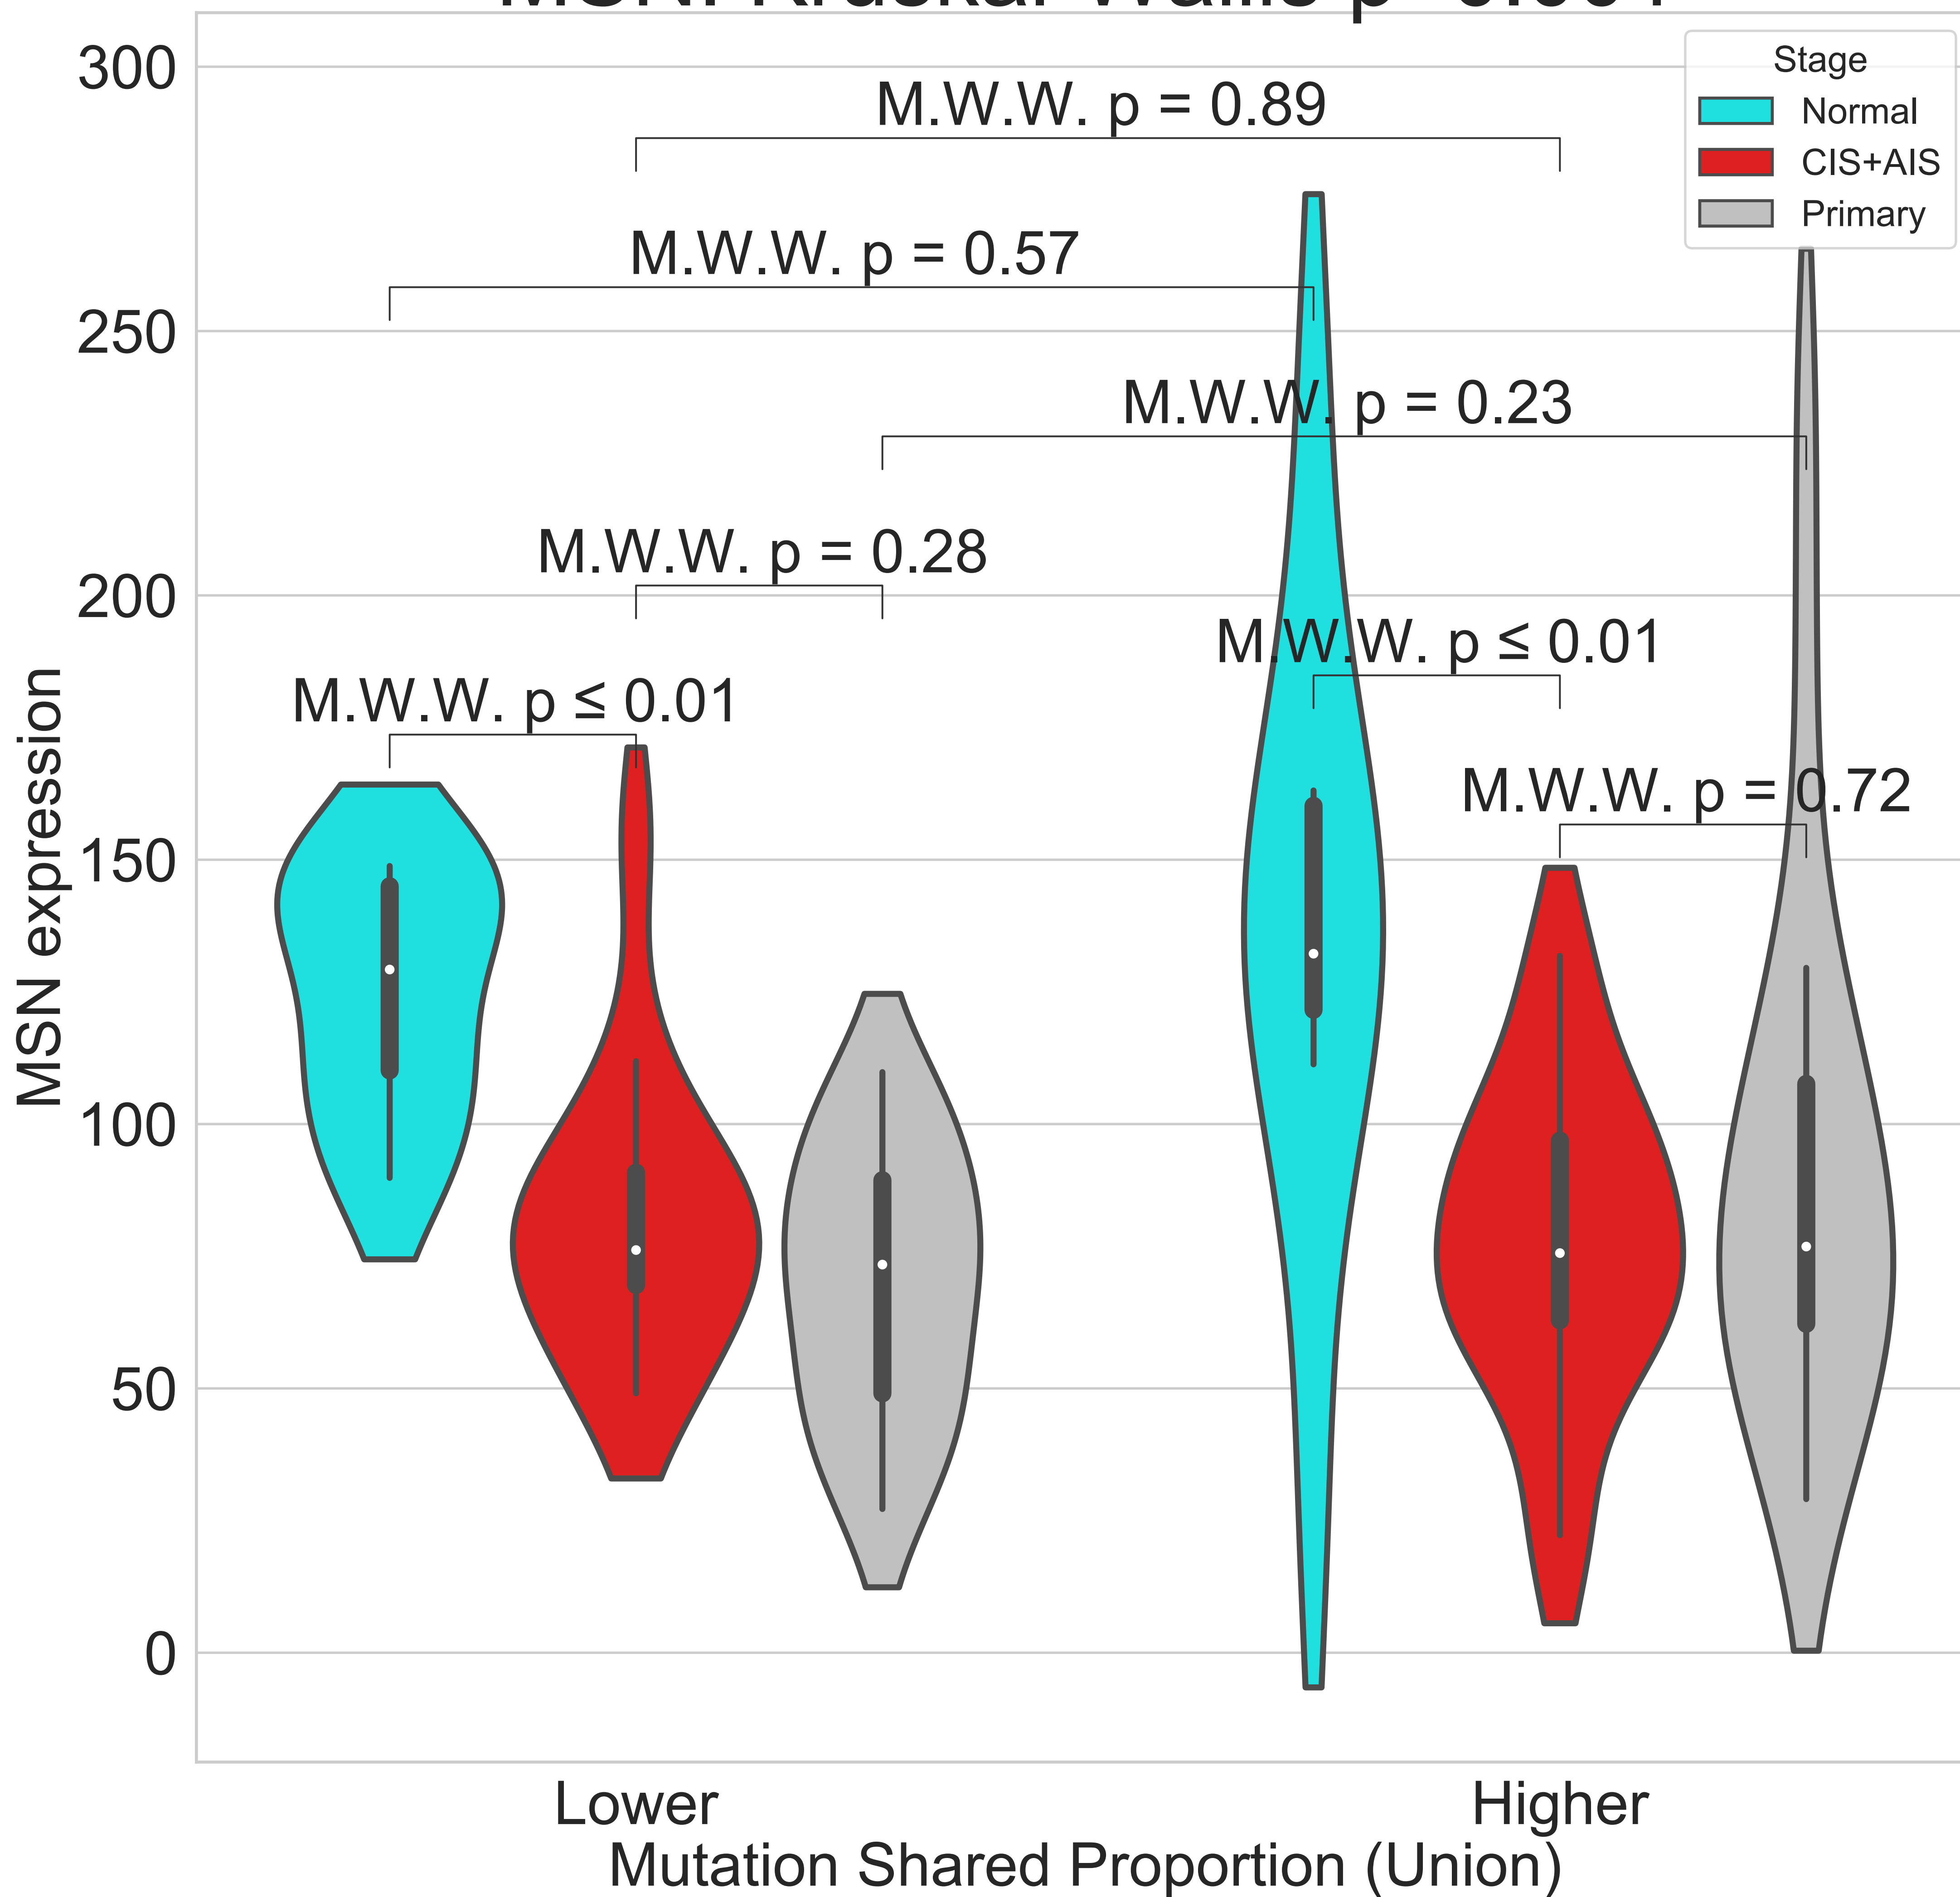 300
M.W.W. p = 0.89
Stage
Normal
CIS+AIS
Primary
M.W.W. p = 0.57
250
M.W.W. p = 0.23
M.W.W. p = 0.28
200
M.W.W. p ≤ 0.01
M.W.W. p ≤ 0.01
M.W.W. p = 0.72
150
MSN expression
100
50
0
Lower
Higher
Mutation Shared Proportion (Union)